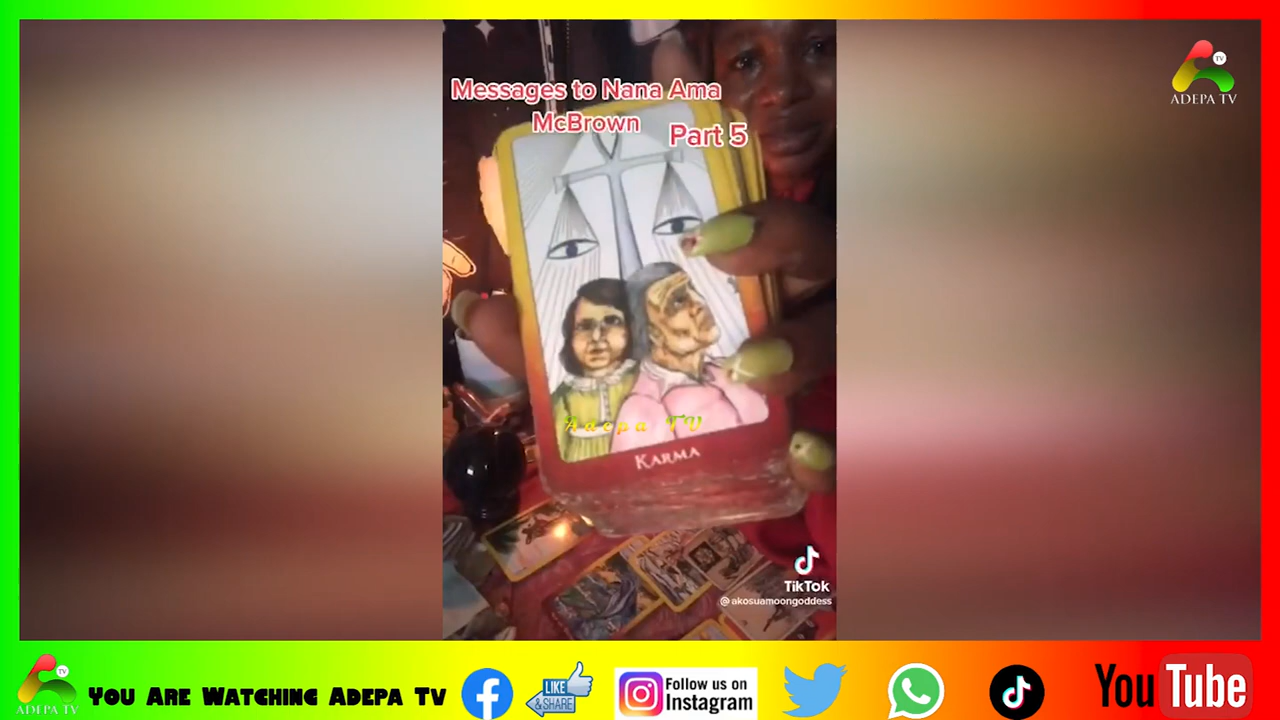 TV
ADEPA TV
Messages to Nana Ama
McBrown
Part 5
Adepa TV
KARMA
TikTok
@akosuamoongoddess
TV
ADEPA TV
YOU ARE WATCHING ADEPA TV
LIKE
& SHARE
Follow us on
Instagram
YouTube